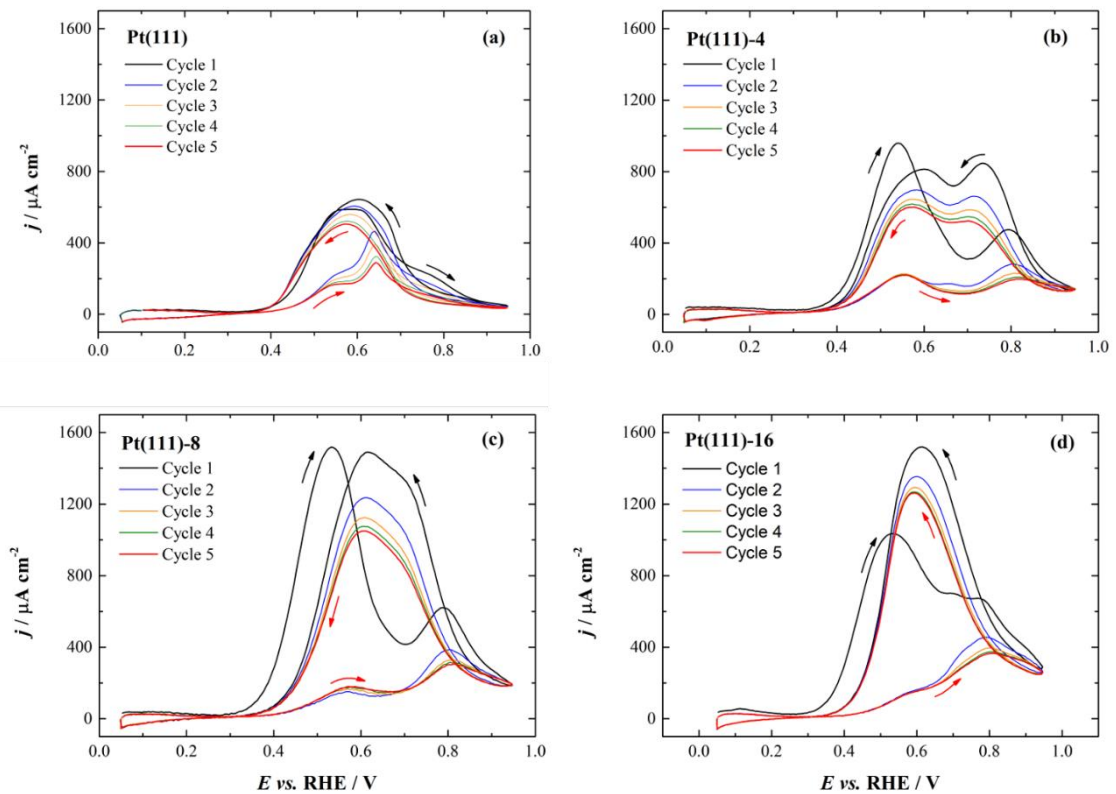 1600
1200
800
400
0
j / µA cm⁻²
Pt(111)
(a)
Cycle 1
Cycle 2
Cycle 3
Cycle 4
Cycle 5
0.0 0.2 0.4 0.6 0.8 1.0
1600
1200
800
400
0
Pt(111)-4
(b)
Cycle 1
Cycle 2
Cycle 3
Cycle 4
Cycle 5
0.0 0.2 0.4 0.6 0.8 1.0
1600
1200
800
400
0
j / µA cm⁻²
Pt(111)-8
(c)
Cycle 1
Cycle 2
Cycle 3
Cycle 4
Cycle 5
0.0 0.2 0.4 0.6 0.8 1.0
E vs. RHE / V
1600
1200
800
400
0
j / µA cm⁻²
Pt(111)-16
(d)
Cycle 1
Cycle 2
Cycle 3
Cycle 4
Cycle 5
0.0 0.2 0.4 0.6 0.8 1.0
E vs. RHE / V